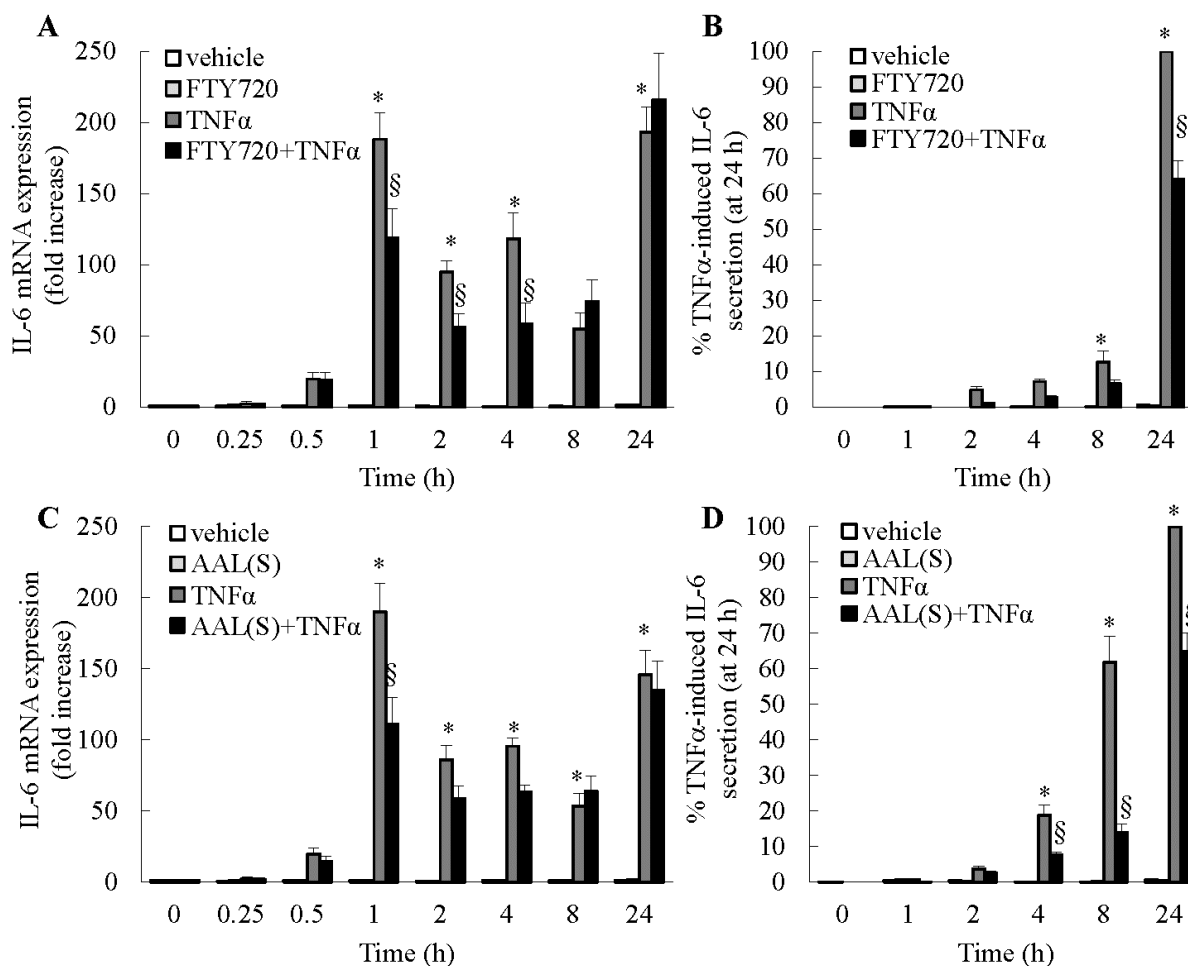 A
IL-6 mRNA expression
(fold increase)
250
200
150
100
50
0
vehicle
FTY720
TNFα
FTY720+TNFα
*
§
*
§
*
§
*
0 0.25 0.5 1 2 4 8 24
Time (h)
B
% TNFα-induced IL-6
secretion (at 24 h)
100
90
80
70
60
50
40
30
20
10
0
vehicle
FTY720
TNFα
FTY720+TNFα
*
*
§
0 1 2 4 8 24
Time (h)
C
IL-6 mRNA expression
(fold increase)
250
200
150
100
50
0
vehicle
AAL(S)
TNFα
AAL(S)+TNFα
*
§
*
*
*
*
0 0.25 0.5 1 2 4 8 24
Time (h)
D
% TNFα-induced IL-6
secretion (at 24 h)
100
90
80
70
60
50
40
30
20
10
0
vehicle
AAL(S)
TNFα
AAL(S)+TNFα
*
§
*
§
*
§
0 1 2 4 8 24
Time (h)